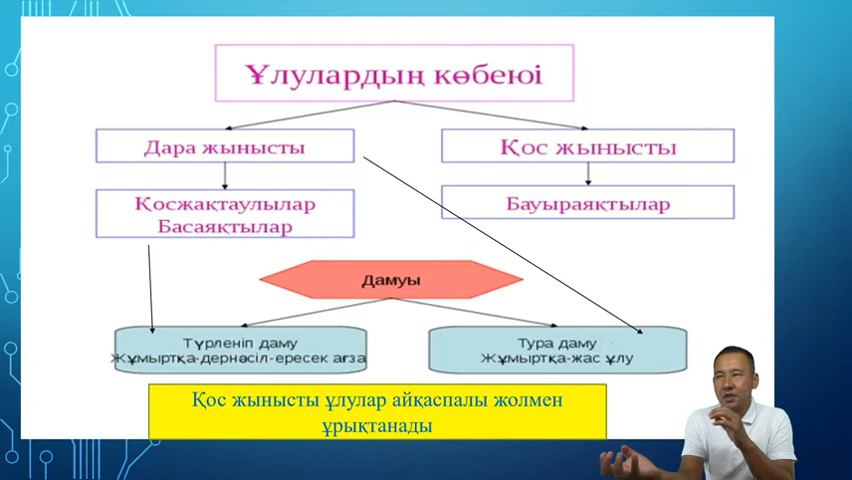 Ұлулардың көбеюі
Дара жынысты
Қос жынысты
Қосжақтаулылар
Басаяқтылар
Бауыраяқтылар
Дамуы
Түрленіп даму
Жұмыртқа-дернәсіл-ересек ағза
Тура даму
Жұмыртқа-жас ұлу
Қос жынысты ұлулар айқаспалы жолмен
ұрықтанады